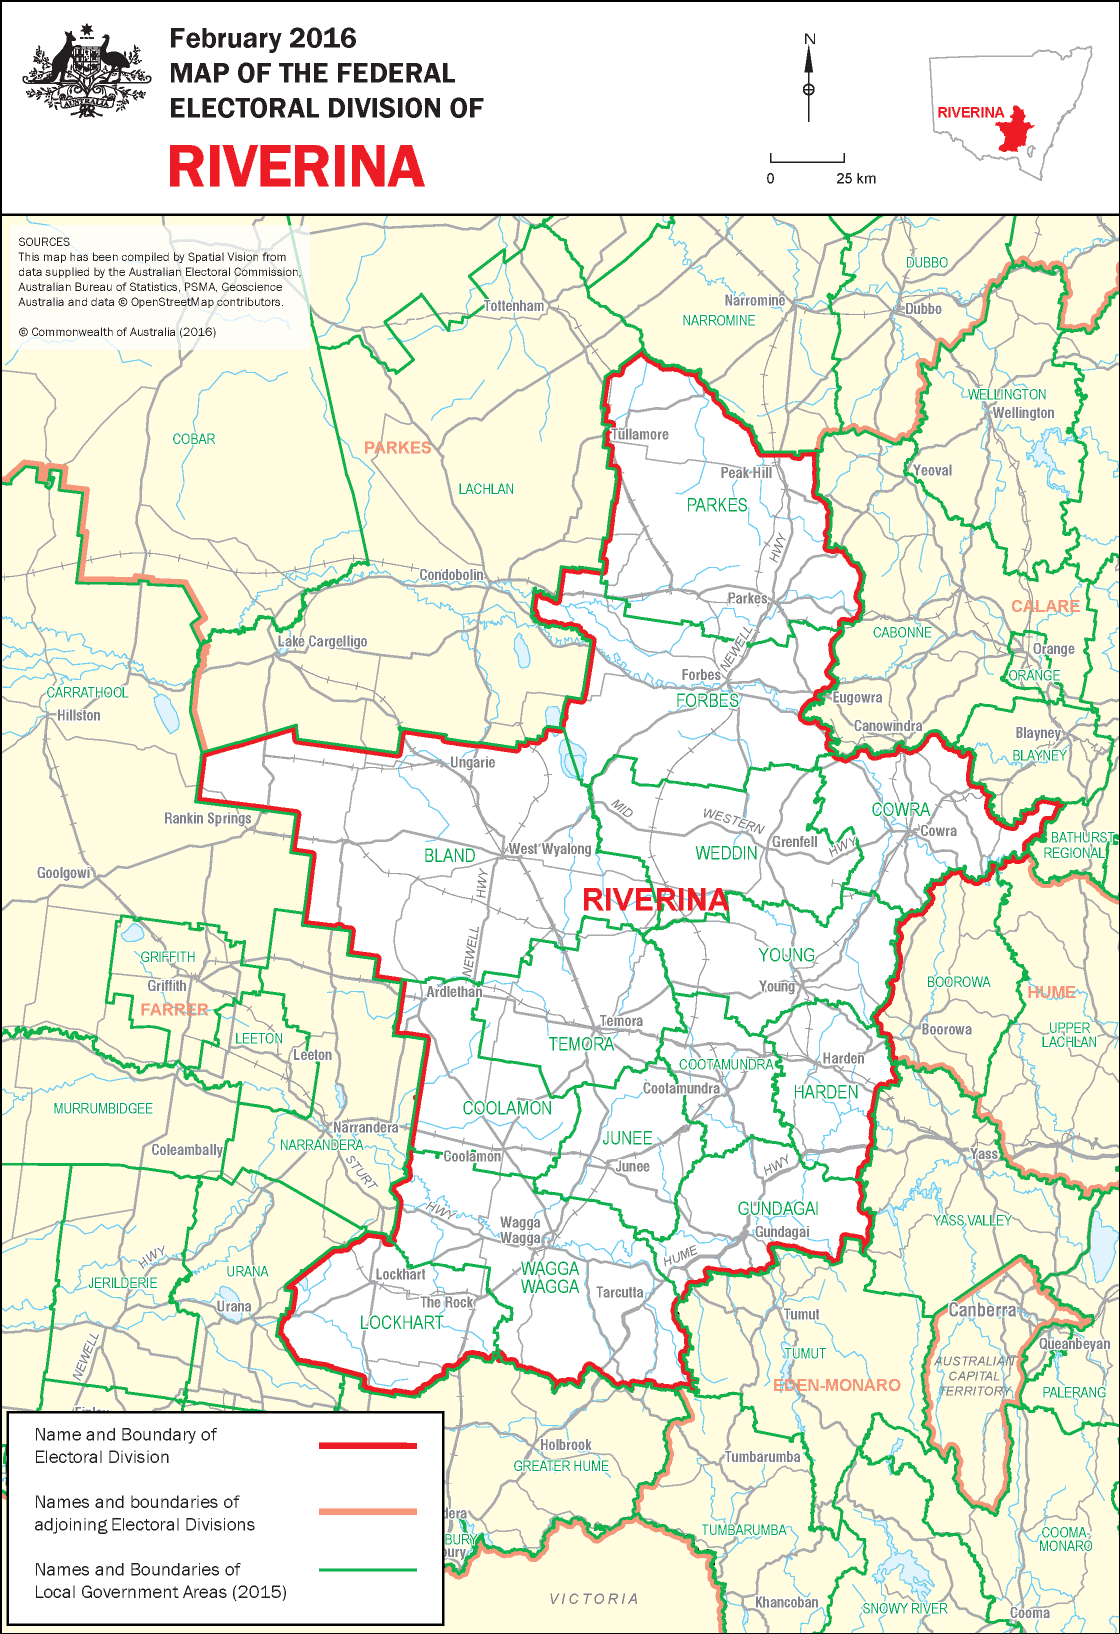 February 2016
MAP OF THE FEDERAL
ELECTORAL DIVISION OF
RIVERINA
AUSTRALIA
N
0 25 km
RIVERINA
SOURCES
This map has been compiled by Spatial Vision from
data supplied by the Australian Electoral Commission,
Australian Bureau of Statistics, PSMA, Geoscience
Australia and data © OpenStreetMap contributors.
© Commonwealth of Australia (2016)
DUBBO
Tottenham
Narromine
Dubbo
NARROMINE
WELLINGTON
Wellington
COBAR
PARKES
Tullamore
Yeoval
Peak Hill
LACHLAN
PARKES
HWY
Condobolin
Parkes
CALARE
CABONNE
Lake Cargelligo
NEWELL
Orange
ORANGE
Forbes
CARRATHOOL
FORBES
Eugowra
Hillston
Canowindra
Blayney
BLAYNEY
Ungarie
Rankin Springs
MID
WESTERN
HWY
COWRA
Cowra
BATHURST
REGIONAL
Grenfell
WEDDIN
BLAND
West Wyalong
Goolgowi
HWY
RIVERINA
NEWELL
YOUNG
GRIFFITH
Griffith
Ardlethan
Young
BOOROWA
HUME
FARRER
Temora
Boorowa
UPPER
LACHLAN
LEETON
TEMORA
Leeton
COOTAMUNDRA
Harden
Cootamundra
HARDEN
MURRUMBIDGEE
COOLAMON
Narrandera
JUNEE
NARRANDERA
Coleambally
Coolamon
Junee
HWY
Yass
STURT
HWY
GUNDAGAI
Wagga
Wagga
Gundagai
YASS VALLEY
HWY
HUME
WAGGA
WAGGA
URANA
Lockhart
JERILDERIE
Tarcutta
The Rock
Urana
LOCKHART
Tumut
Canberra
NEWELL
TUMUT
Queanbeyan
AUSTRALIAN
CAPITAL
TERRITORY
EDEN-MONARO
PALERANG
Name and Boundary of
Electoral Division
Names and boundaries of
adjoining Electoral Divisions
Names and Boundaries of
Local Government Areas (2015)
Holbrook
Tumbarumba
GREATER HUME
dera
TUMBARUMBA
BURY
bury
COOMA-
MONARO
VICTORIA
Khancoban
SNOWY RIVER
Cooma